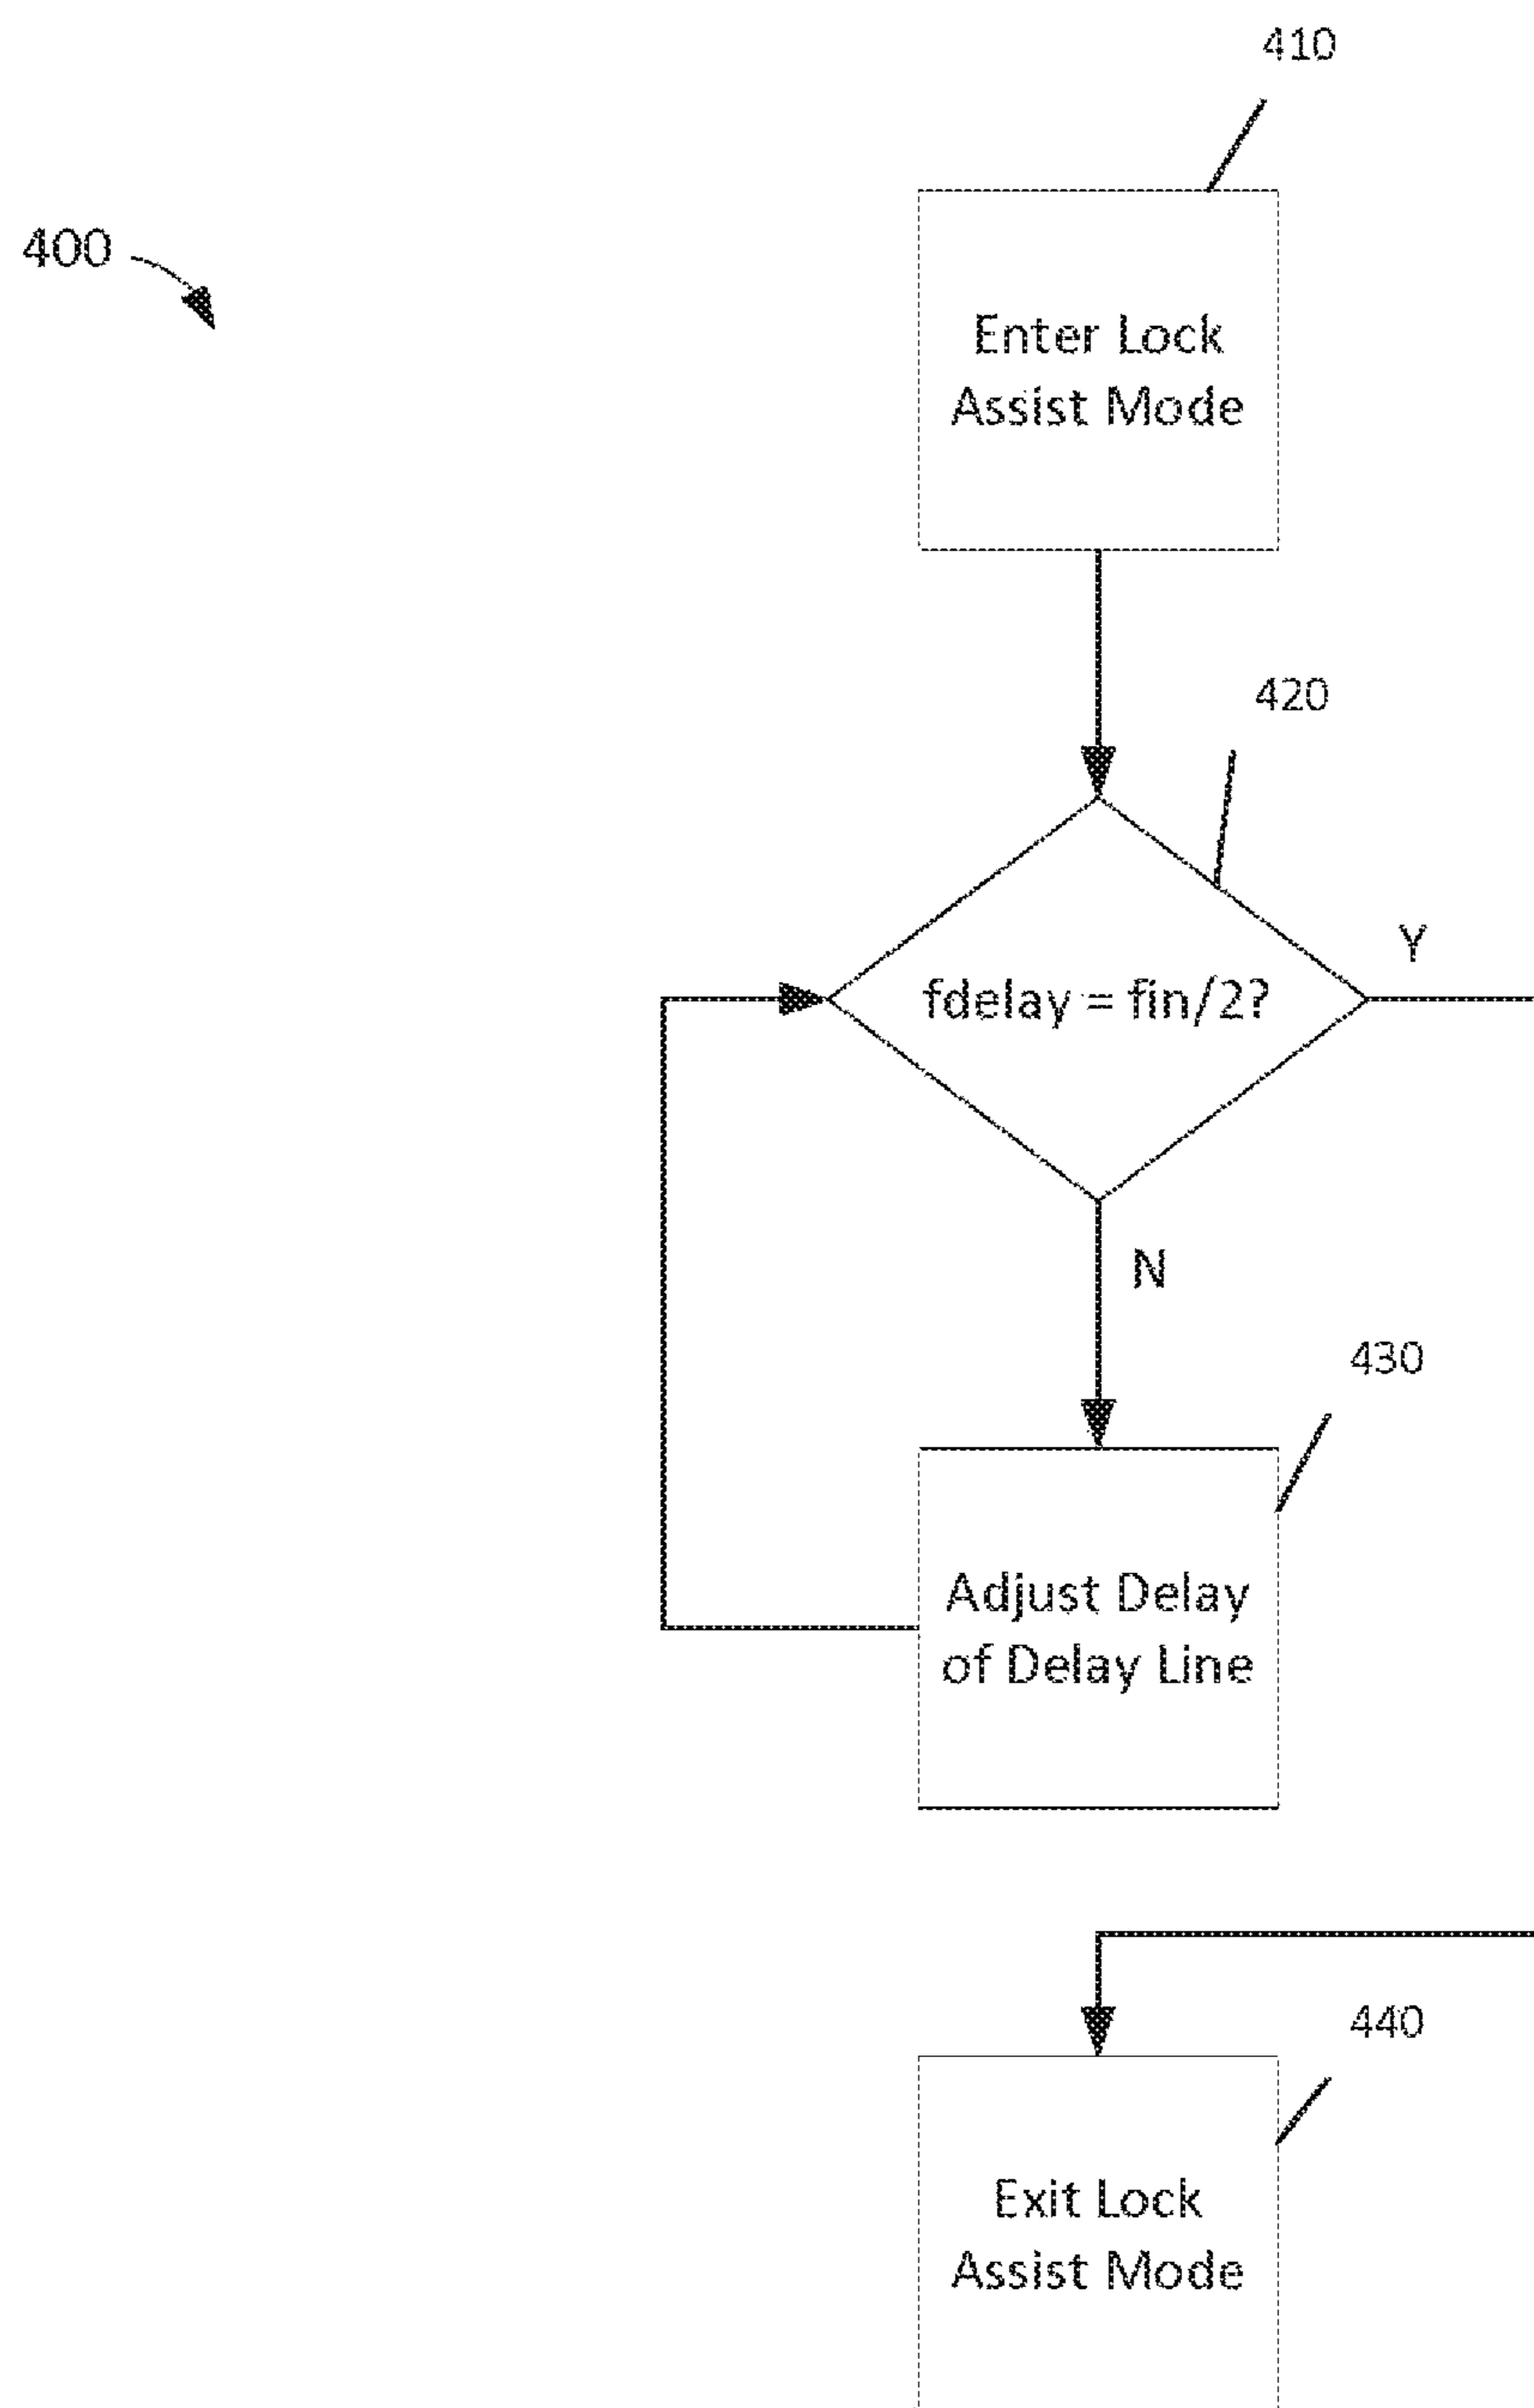 410
400
Enter Lock
Assist Mode
420
Y
fdelay = fin/2?
N
430
Adjust Delay
of Delay Line
440
Exit Lock
Assist Mode